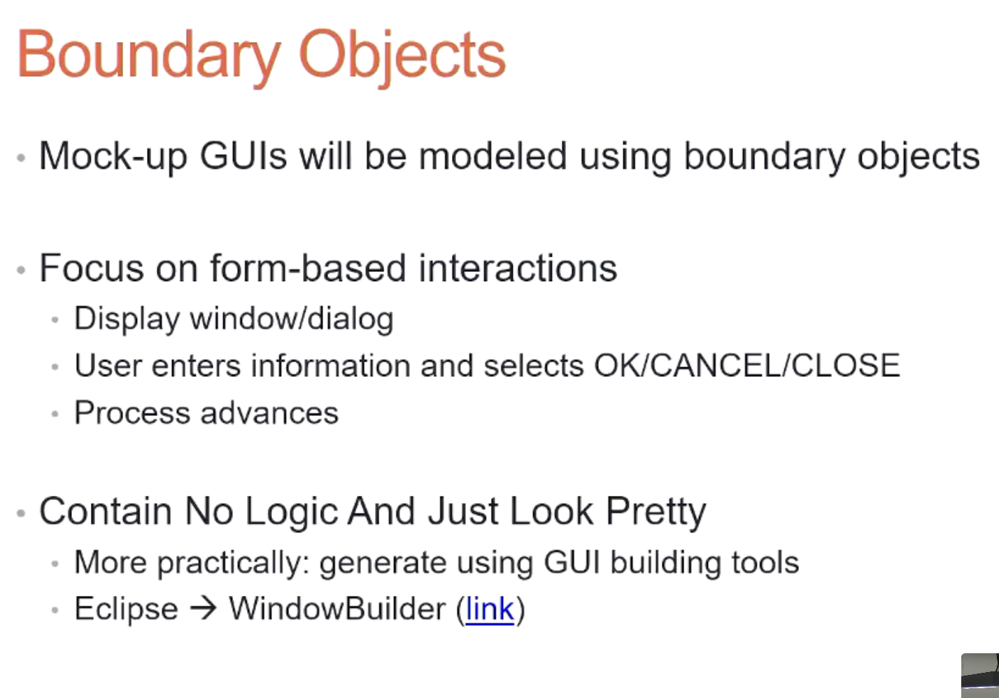 Boundary Objects
• Mock-up GUIs will be modeled using boundary objects
• Focus on form-based interactions
• Display window/dialog
• User enters information and selects OK/CANCEL/CLOSE
• Process advances
• Contain No Logic And Just Look Pretty
• More practically: generate using GUI building tools
• Eclipse → WindowBuilder (link)